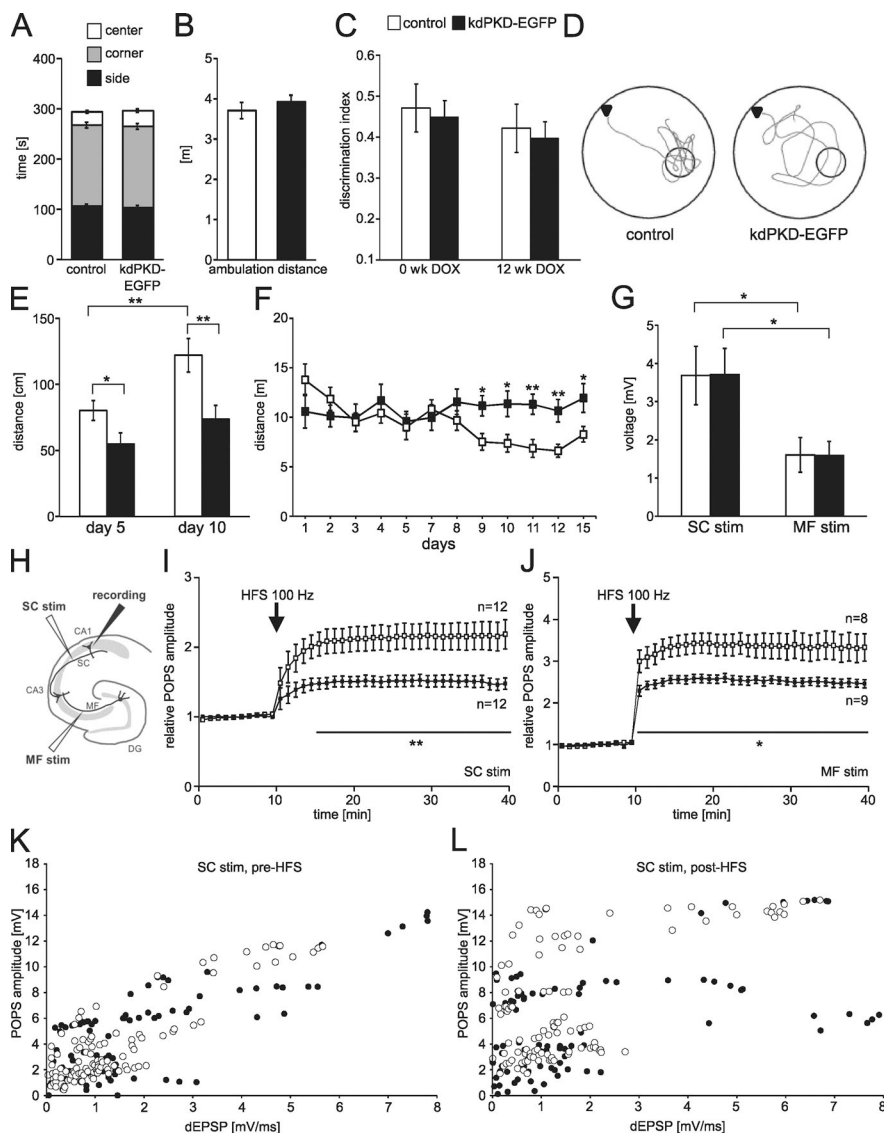 A
center
corner
side
400
300
200
100
0
time [s]
control
kdPKD-
EGFP
B
5
4
3
2
1
0
[m]
ambulation distance
control
kdPKD-EGFP
C
0.6
0.5
0.4
0.3
0.2
0.1
discrimination index
0 wk DOX
12 wk DOX
D
control
kdPKD-EGFP
E
**
**
*
150
100
50
0
distance [cm]
day 5
day 10
F
20
15
10
5
0
distance [m]
* * ** ** *
1 2 3 4 5 7 8 9 10 11 12 15
days
G
*
*
5
4
3
2
1
0
voltage [mV]
SC stim
MF stim
H
recording
SC stim
CA1
SC
CA3
MF
MF stim
DG
I
3
2
1
0
relative POPS amplitude
HFS 100 Hz
n=12
n=12
**
SC stim
0 10 20 30 40
time [min]
J
5
4
3
2
1
0
relative POPS amplitude
HFS 100 Hz
n=8
n=9
*
MF stim
0 10 20 30 40
time [min]
K
SC stim, pre-HFS
18
16
14
12
10
8
6
4
2
0
POPS amplitude [mV]
0 1 2 3 4 5 6 7 8
dEPSP [mV/ms]
L
SC stim, post-HFS
18
16
14
12
10
8
6
4
2
0
POPS amplitude [mV]
0 1 2 3 4 5 6 7 8
dEPSP [mV/ms]